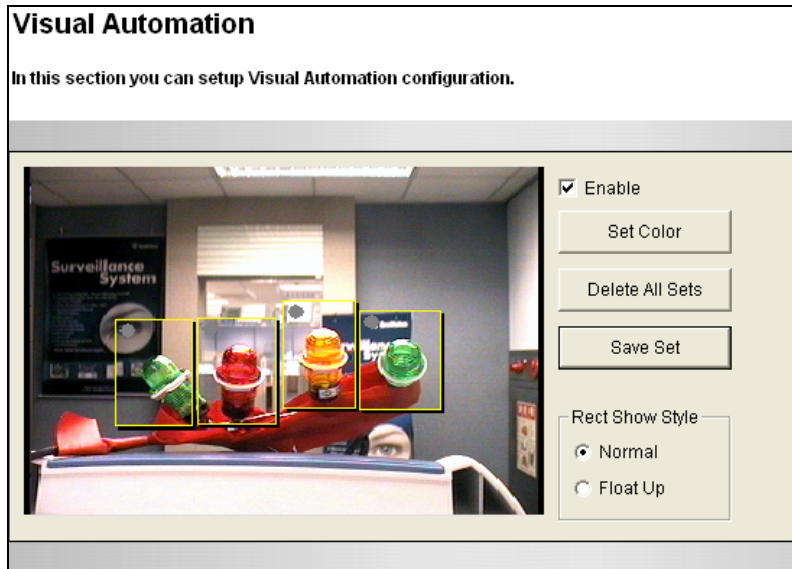 Visual Automation
In this section you can setup Visual Automation configuration.
Enable
Set Color
Delete All Sets
Save Set
Rect Show Style
Normal
Float Up
Surveillance
System